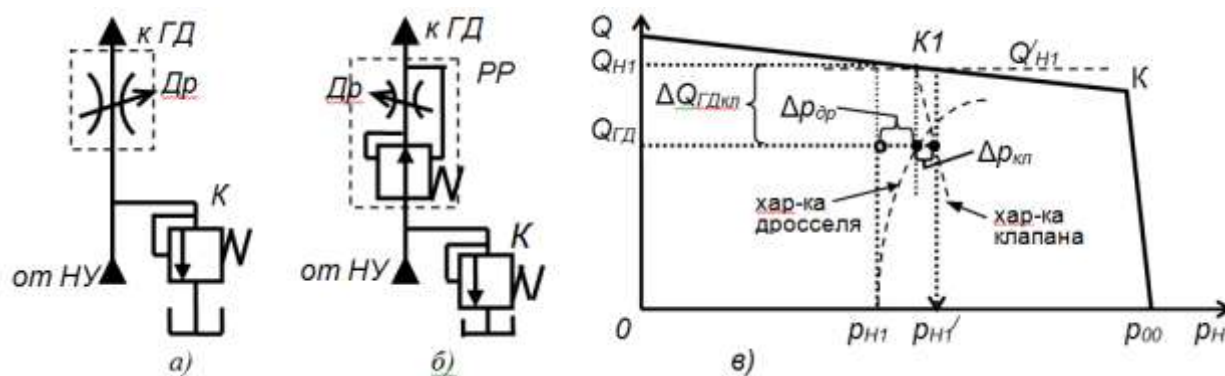 к ГД
Др
К
от НУ
а)
к ГД
РР
Др
К
от НУ
б)
Q
K1
Q′Н1
QН1
К
ΔQГДкл
Δpдр
QГД
Δpкл
хар-ка
дросселя
хар-ка
клапана
0
pН1
pН1′
p00
pН
в)